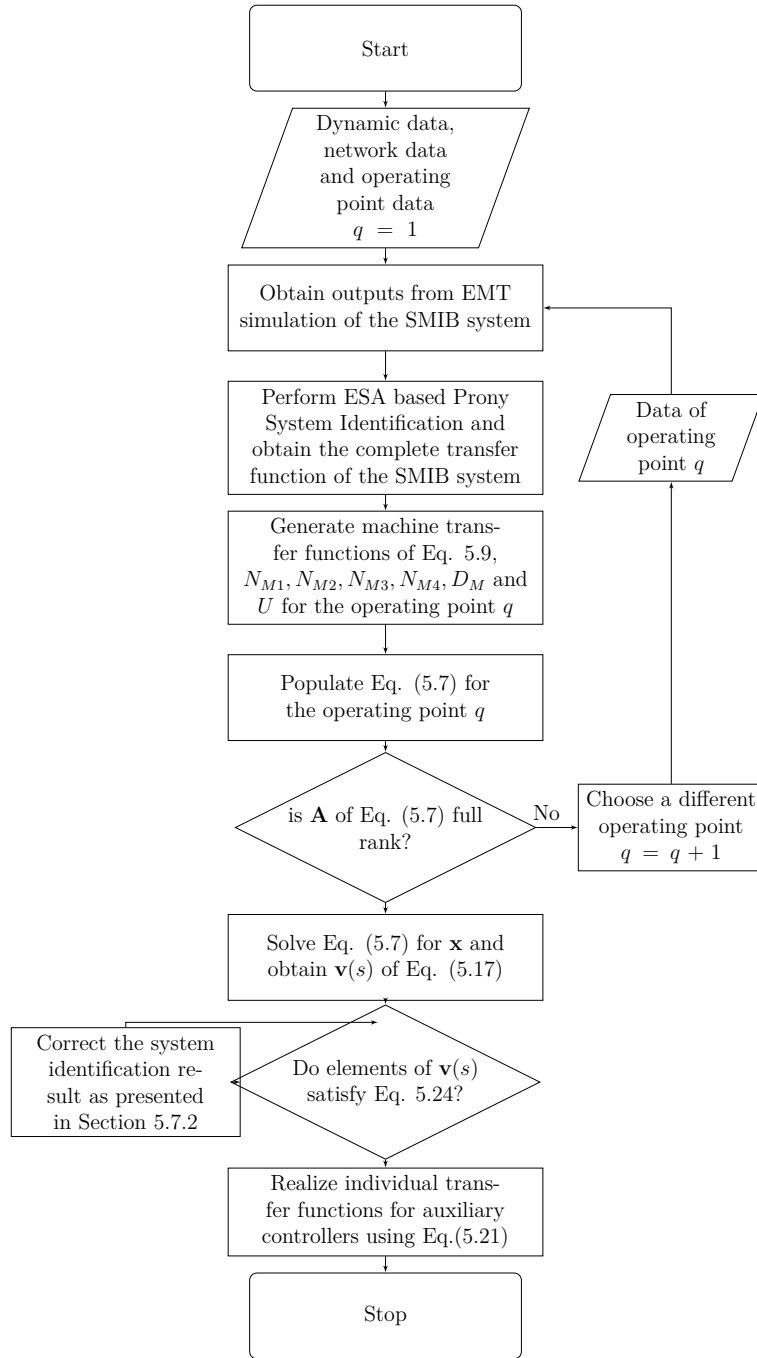 Start
Dynamic data,
network data
and operating
point data
q = 1
Obtain outputs from EMT
simulation of the SMIB system
Perform ESA based Prony
System Identification and
obtain the complete transfer
function of the SMIB system
Data of
operating
point q
Generate machine trans-
fer functions of Eq. 5.9,
N_{M1}, N_{M2}, N_{M3}, N_{M4}, D_M and
U for the operating point q
Populate Eq. (5.7) for
the operating point q
is A of Eq. (5.7) full
rank?
No
Choose a different
operating point
q = q + 1
Solve Eq. (5.7) for x and
obtain v(s) of Eq. (5.17)
Do elements of v(s)
satisfy Eq. 5.24?
Correct the system
identification re-
sult as presented
in Section 5.7.2
Realize individual trans-
fer functions for auxiliary
controllers using Eq.(5.21)
Stop